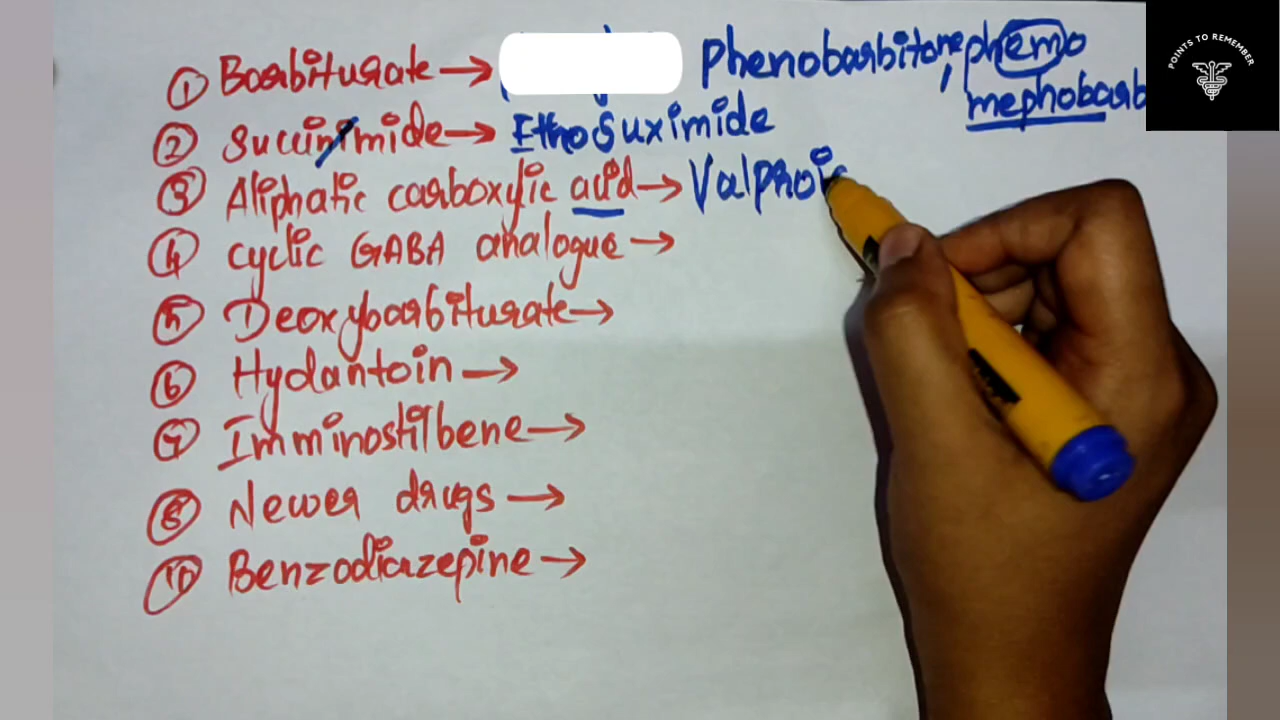 ① Barbiturate → Phenobarbitone, phemo
mephobarb
② Succinimide → Ethosuximide
③ Aliphatic carboxylic acid → Valproic
④ cyclic GABA analogue →
⑤ Deoxybarbiturate →
⑥ Hydantoin →
⑦ Imminostilbene →
⑧ Newer drugs →
⑩ Benzodiazepine →
POINTS TO REMEMBER